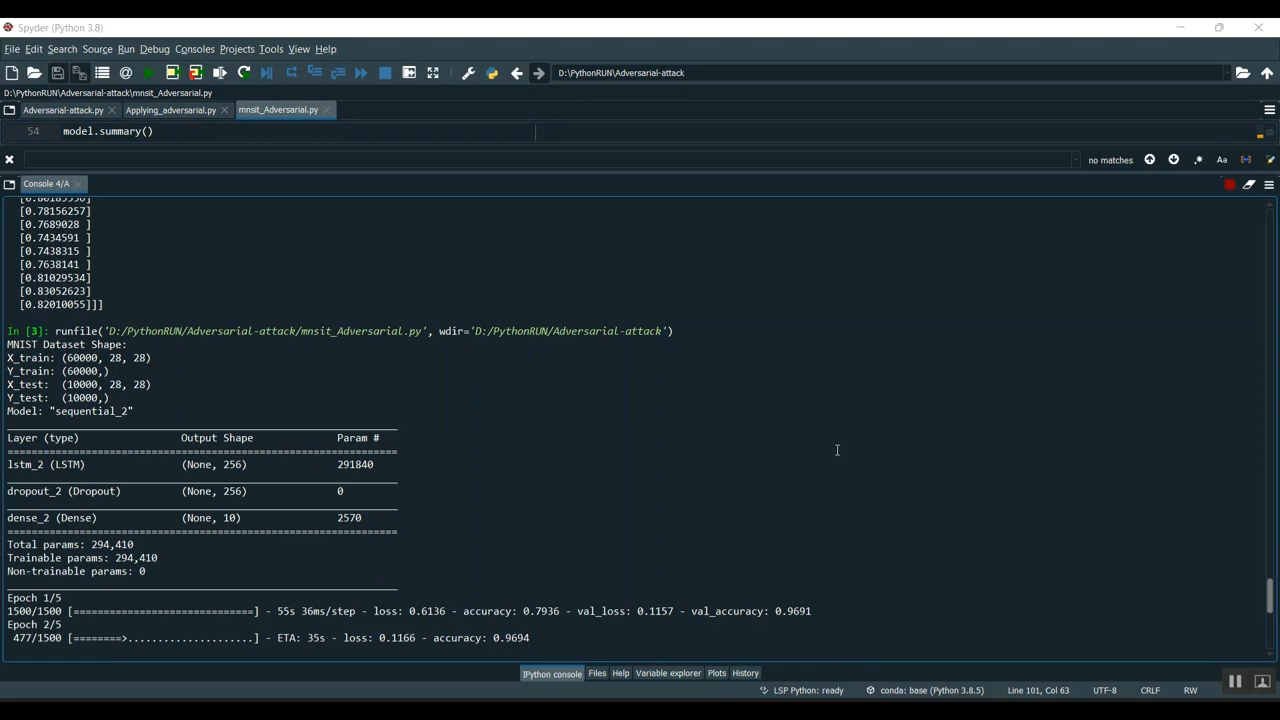 Spyder (Python 3.8)
File Edit Search Source Run Debug Consoles Projects Tools View Help
D:\PythonRUN\Adversarial-attack
D:\PythonRUN\Adversarial-attack\mnsit_Adversarial.py
Adversarial-attack.py Applying_adversarial.py mnsit_Adversarial.py
54 model.summary()
no matches .* Aa
Console 4/A
[0.78156257]
[0.7689028 ]
[0.7434591 ]
[0.7438315 ]
[0.7638141 ]
[0.81029534]
[0.83052623]
[0.82010055]]]
In [3]: runfile('D:/PythonRUN/Adversarial-attack/mnsit_Adversarial.py', wdir='D:/PythonRUN/Adversarial-attack')
MNIST Dataset Shape:
X_train: (60000, 28, 28)
Y_train: (60000,)
X_test:  (10000, 28, 28)
Y_test:  (10000,)
Model: "sequential_2"
_________________________________________________________________
Layer (type)                 Output Shape              Param #
=================================================================
lstm_2 (LSTM)                (None, 256)               291840
_________________________________________________________________
dropout_2 (Dropout)          (None, 256)               0
_________________________________________________________________
dense_2 (Dense)              (None, 10)                2570
=================================================================
Total params: 294,410
Trainable params: 294,410
Non-trainable params: 0
_________________________________________________________________
Epoch 1/5
1500/1500 [==============================] - 55s 36ms/step - loss: 0.6136 - accuracy: 0.7936 - val_loss: 0.1157 - val_accuracy: 0.9691
Epoch 2/5
477/1500 [========>.....................] - ETA: 35s - loss: 0.1166 - accuracy: 0.9694
IPython console Files Help Variable explorer Plots History
LSP Python: ready conda: base (Python 3.8.5) Line 101, Col 63 UTF-8 CRLF RW